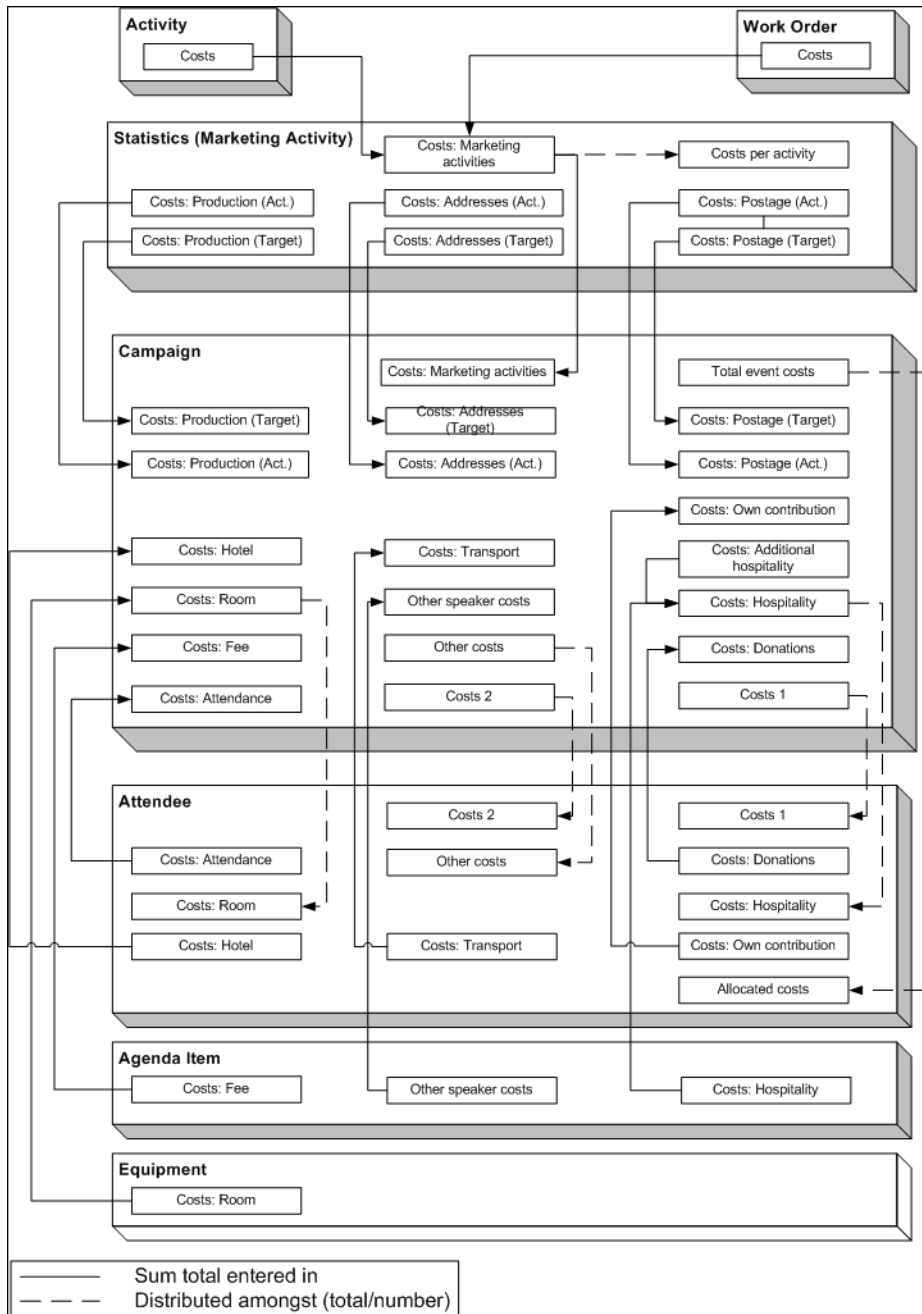 Activity
Costs
Work Order
Costs
Statistics (Marketing Activity)
Costs: Marketing
activities
Costs per activity
Costs: Production (Act.)
Costs: Addresses (Act.)
Costs: Postage (Act.)
Costs: Production (Target)
Costs: Addresses (Target)
Costs: Postage (Target)
Campaign
Costs: Marketing activities
Total event costs
Costs: Production (Target)
Costs: Addresses
(Target)
Costs: Postage (Target)
Costs: Production (Act.)
Costs: Addresses (Act.)
Costs: Postage (Act.)
Costs: Own contribution
Costs: Hotel
Costs: Transport
Costs: Additional
hospitality
Costs: Room
Other speaker costs
Costs: Hospitality
Costs: Fee
Other costs
Costs: Donations
Costs: Attendance
Costs 2
Costs 1
Attendee
Costs 2
Costs 1
Costs: Attendance
Other costs
Costs: Donations
Costs: Room
Costs: Hospitality
Costs: Hotel
Costs: Transport
Costs: Own contribution
Allocated costs
Agenda Item
Costs: Fee
Other speaker costs
Costs: Hospitality
Equipment
Costs: Room
Sum total entered in
Distributed amongst (total/number)